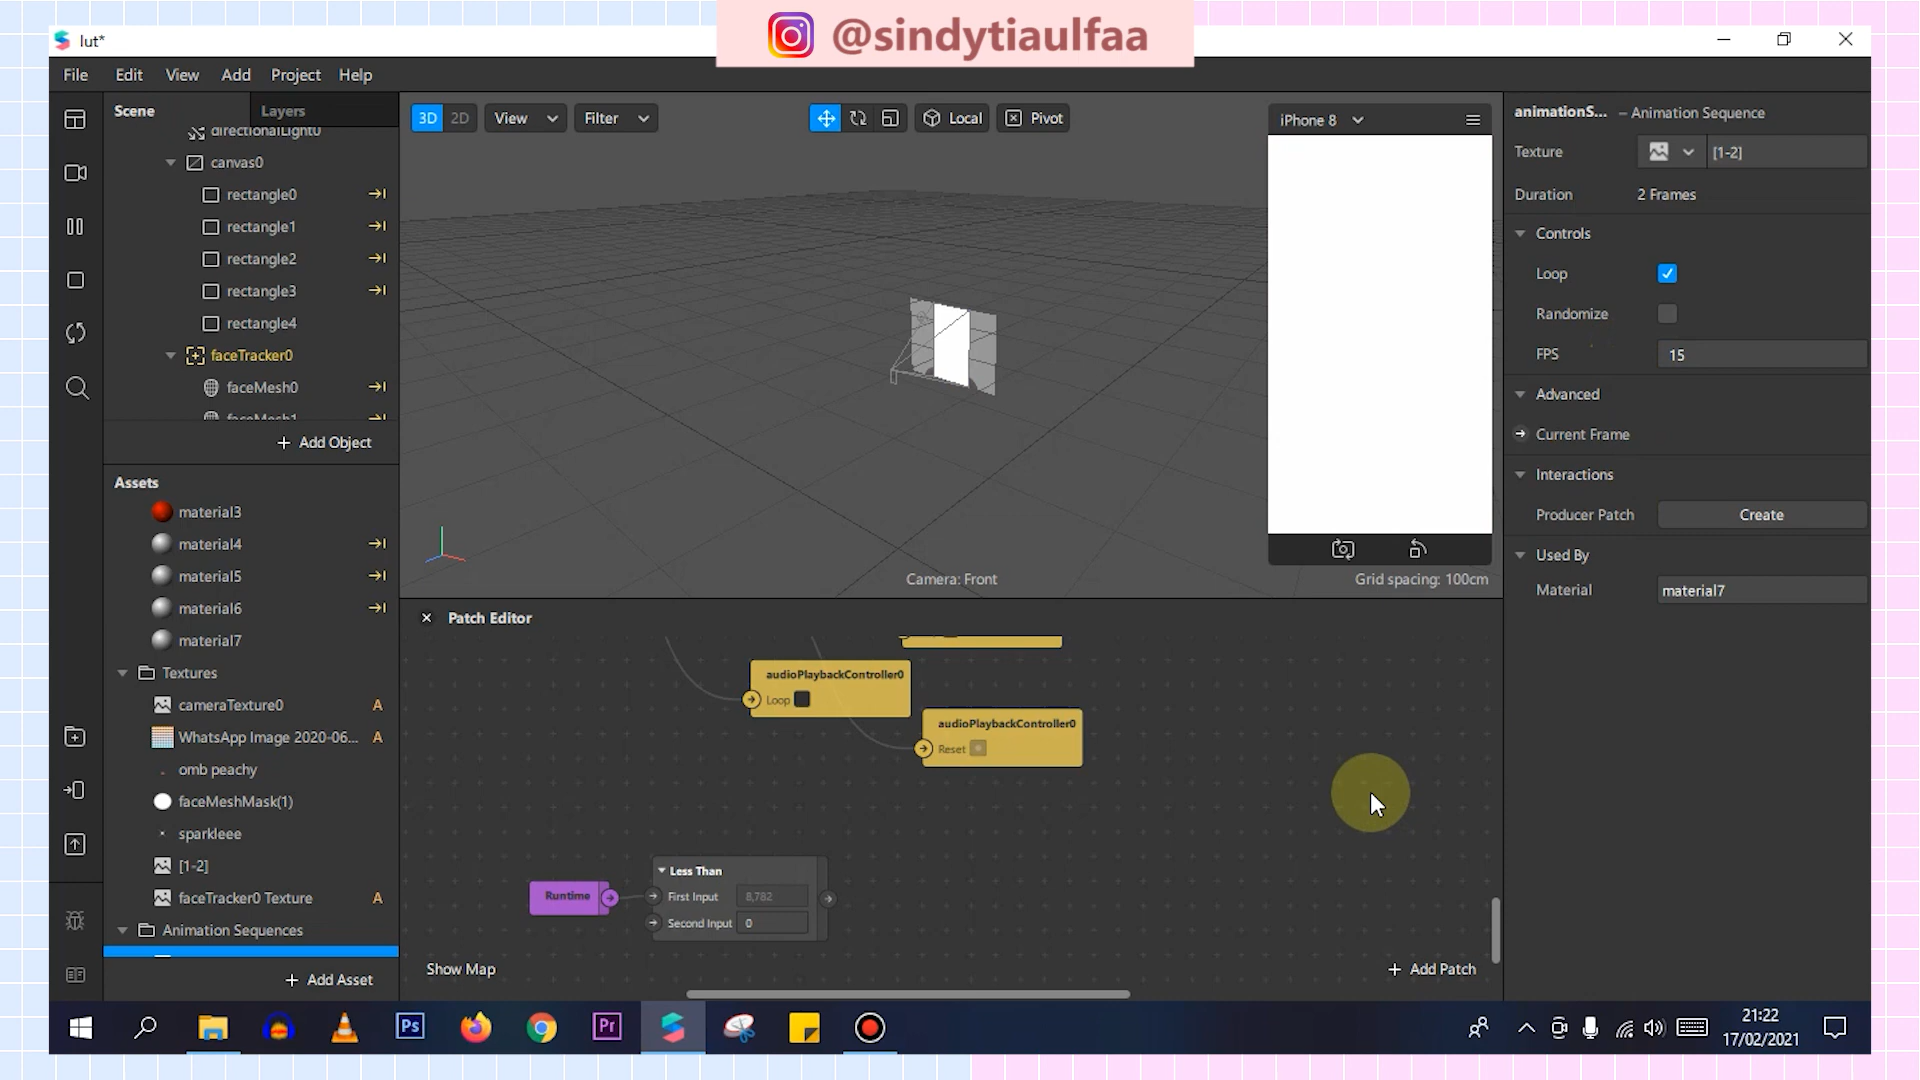 @sindytiaulfaa
lut*
File Edit View Add Project Help
Scene Layers
directionalLight0
canvas0
rectangle0
rectangle1
rectangle2
rectangle3
rectangle4
faceTracker0
faceMesh0
faceMesh1
+ Add Object
Assets
material3
material4
material5
material6
material7
Textures
cameraTexture0 A
WhatsApp Image 2020-06... A
omb peachy
faceMeshMask(1)
sparkleee
[1-2]
faceTracker0 Texture A
Animation Sequences
+ Add Asset
3D 2D View Filter Local Pivot
iPhone 8
Camera: Front
Grid spacing: 100cm
Patch Editor
audioPlaybackController0
Loop
audioPlaybackController0
Reset
Runtime
Less Than
First Input 8,782
Second Input 0
Show Map
+ Add Patch
animationS... – Animation Sequence
Texture [1-2]
Duration 2 Frames
Controls
Loop
Randomize
FPS 15
Advanced
Current Frame
Interactions
Producer Patch Create
Used By
Material material7
Ps
Pr
21:22
17/02/2021